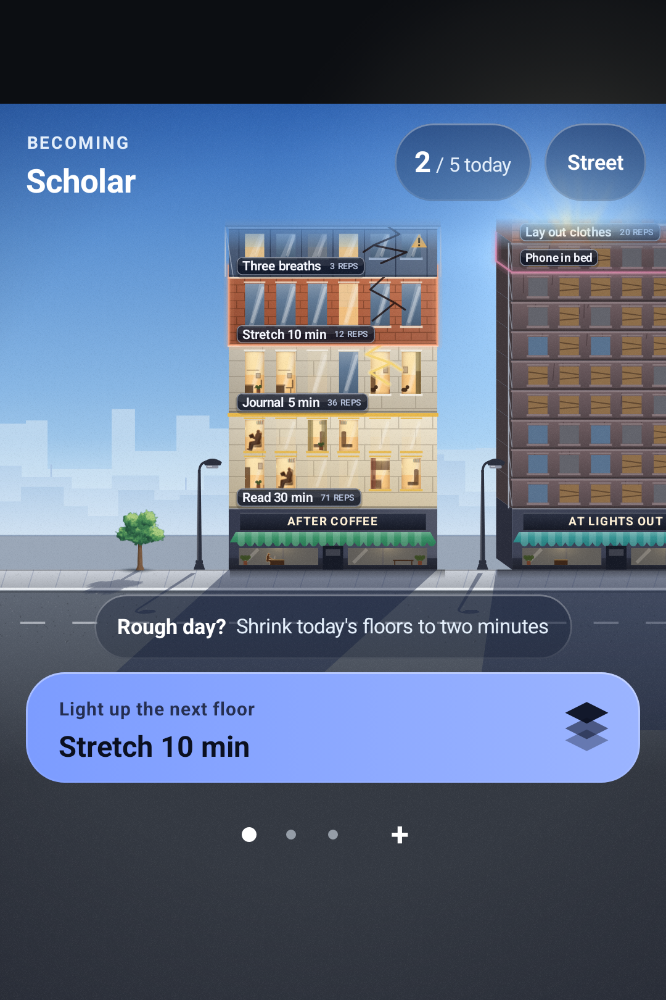 BECOMING
Scholar
2 / 5 today
Street
Three breaths 3 REPS
Stretch 10 min 12 REPS
Journal 5 min 36 REPS
Read 30 min 71 REPS
AFTER COFFEE
Lay out clothes 20 REPS
Phone in bed
AT LIGHTS OUT
Rough day? Shrink today's floors to two minutes
Light up the next floor
Stretch 10 min